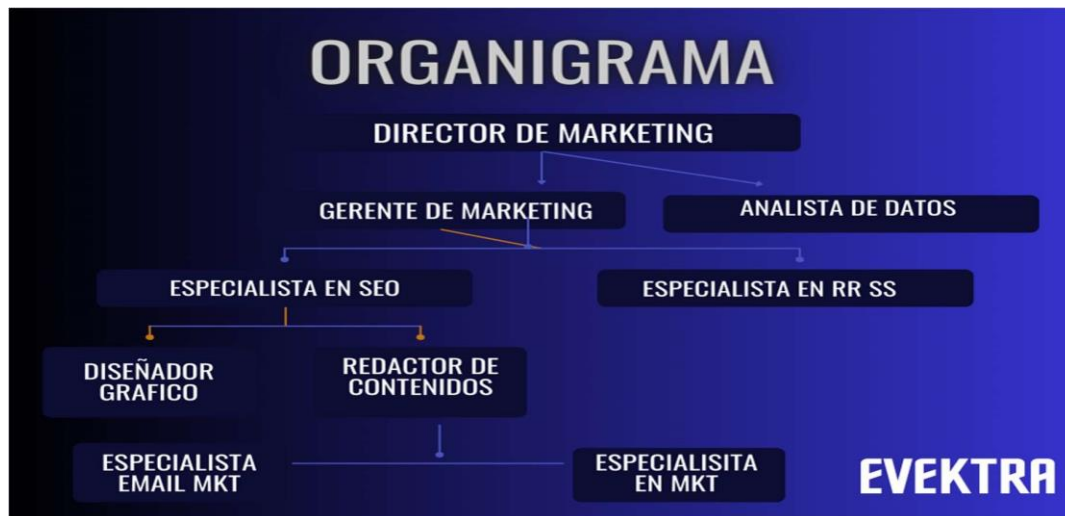 ORGANIGRAMA
DIRECTOR DE MARKETING
GERENTE DE MARKETING
ANALISTA DE DATOS
ESPECIALISTA EN SEO
ESPECIALISTA EN RR SS
DISEÑADOR
GRAFICO
REDACTOR DE
CONTENIDOS
ESPECIALISTA
EMAIL MKT
ESPECIALISITA
EN MKT
EVEKTRA